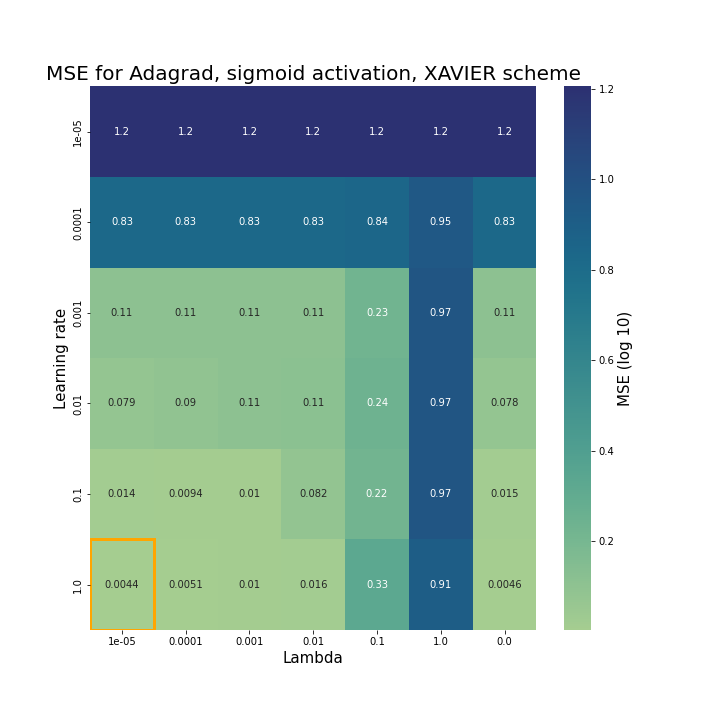 MSE for Adagrad, sigmoid activation, XAVIER scheme
1e-05 1.2 1.2 1.2 1.2 1.2 1.2 1.2
0.0001 0.83 0.83 0.83 0.83 0.84 0.95 0.83
0.001 0.11 0.11 0.11 0.11 0.23 0.97 0.11
0.01 0.079 0.09 0.11 0.11 0.24 0.97 0.078
0.1 0.014 0.0094 0.01 0.082 0.22 0.97 0.015
1.0 0.0044 0.0051 0.01 0.016 0.33 0.91 0.0046
1e-05 0.0001 0.001 0.01 0.1 1.0 0.0
Lambda
Learning rate
1.2
1.0
0.8
0.6
0.4
0.2
MSE (log 10)